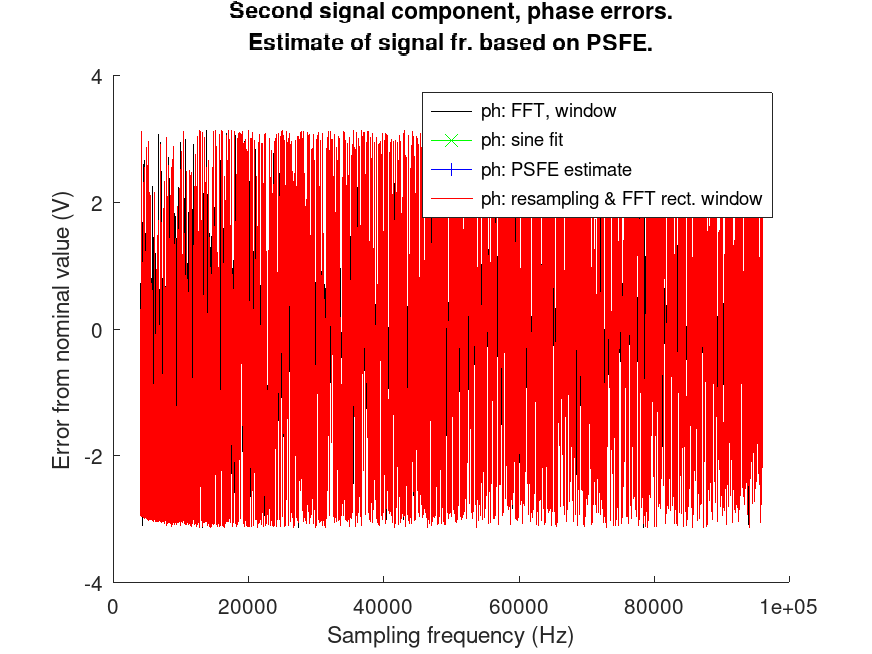 Second signal component, phase errors.
Estimate of signal fr. based on PSFE.
4
2
0
-2
-4
Error from nominal value (V)
ph: FFT, window
ph: sine fit
ph: PSFE estimate
ph: resampling & FFT rect. window
0
20000
40000
60000
80000
1e+05
Sampling frequency (Hz)